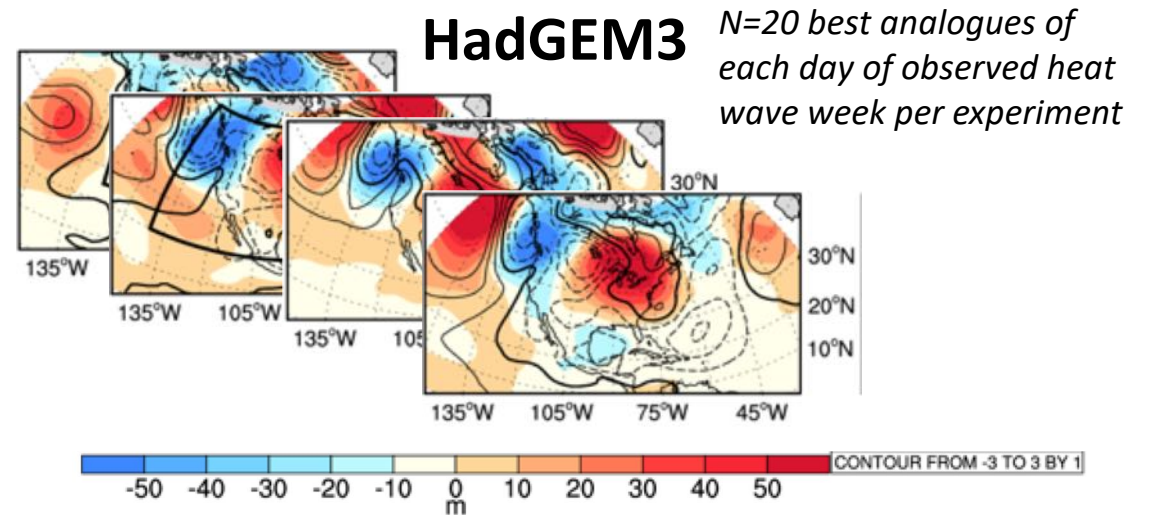 HadGEM3
N=20 best analogues of
each day of observed heat
wave week per experiment
135°W
135°W 105°W
135°W 105
30°N
30°N
20°N
10°N
135°W 105°W 75°W 45°W
-50 -40 -30 -20 -10 0 10 20 30 40 50
m
CONTOUR FROM -3 TO 3 BY 1